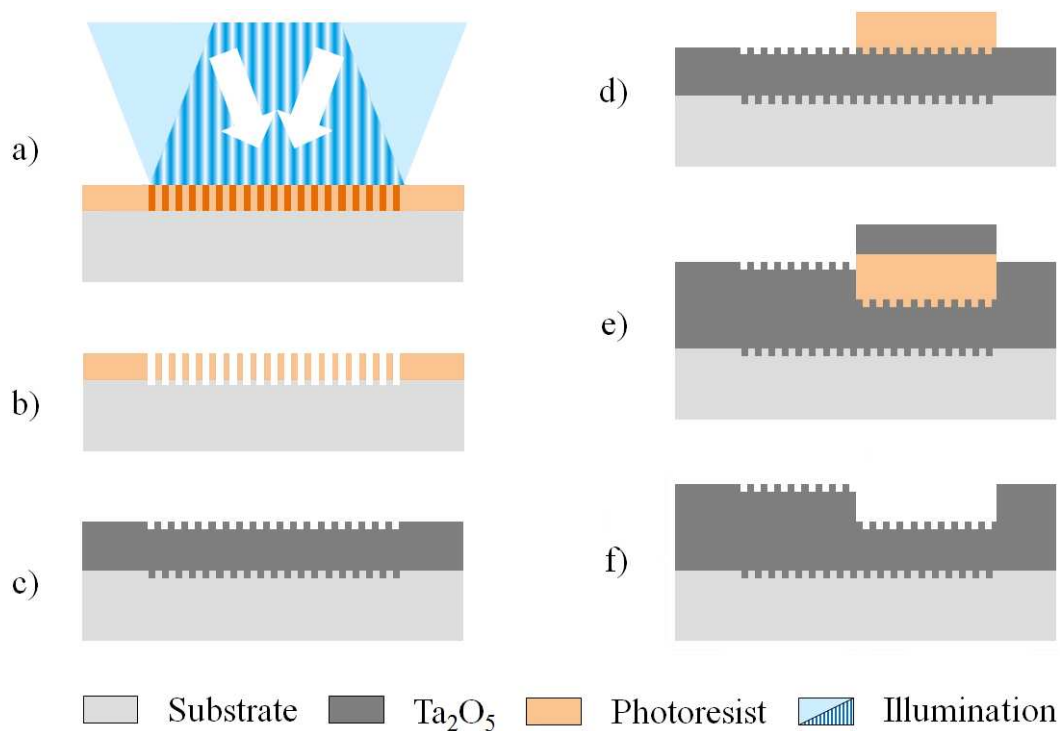 a)
b)
c)
d)
e)
f)
Substrate
Ta₂O₅
Photoresist
Illumination